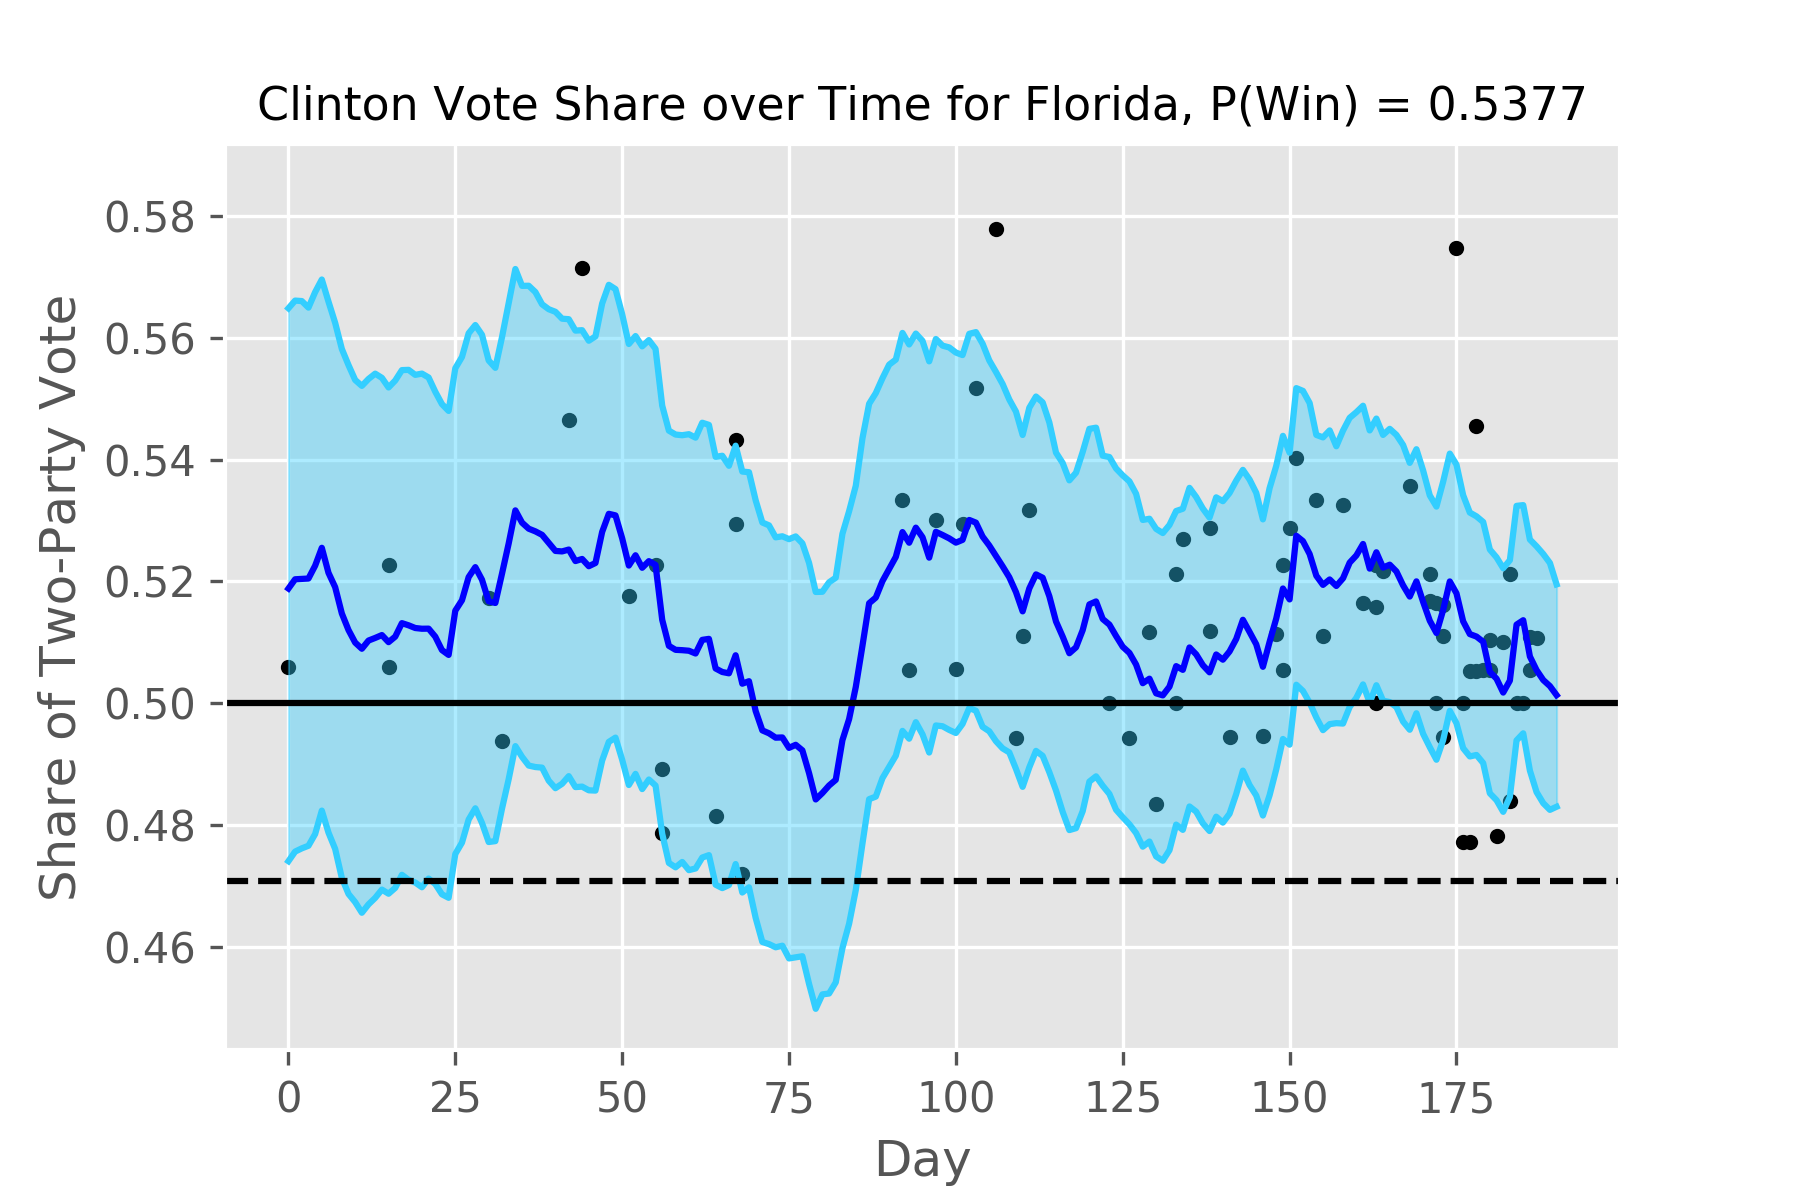 Clinton Vote Share over Time for Florida, P(Win) = 0.5377
Share of Two-Party Vote
0.58
0.56
0.54
0.52
0.50
0.48
0.46
0 25 50 75 100 125 150 175
Day